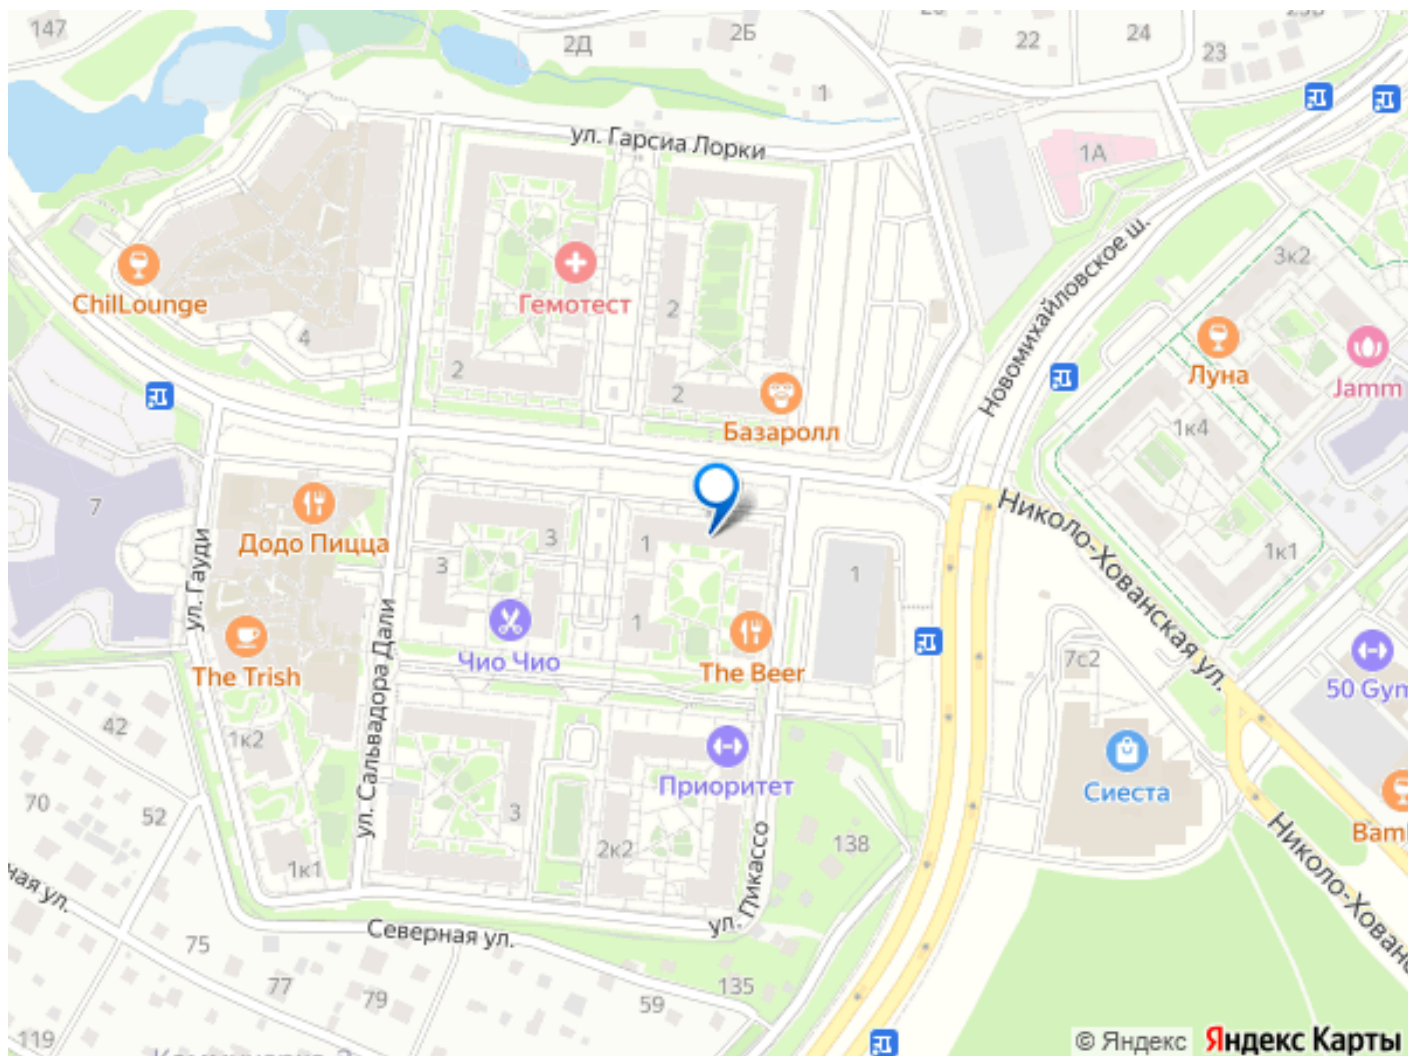 147
2Д
2Б
22
24
23
1
ул. Гарсиа Лорки
1А
Новомихайловское ш.
3к2
ChilLounge
Гемотест
4
2
2
2
Базаролл
Луна
Jamm
1к4
7
Додо Пицца
ул. Гауди
3
3
1
1
1
Николо-Хованская ул.
1к1
Чио Чио
The Beer
The Trish
ул. Сальвадора Дали
7с2
50 Gym
42
1к2
Приоритет
Сиеста
70
52
3
2к2
138
1к1
ул. Пикассо
Северная ул.
75
77
79
59
135
119
© Яндекс
Яндекс Карты